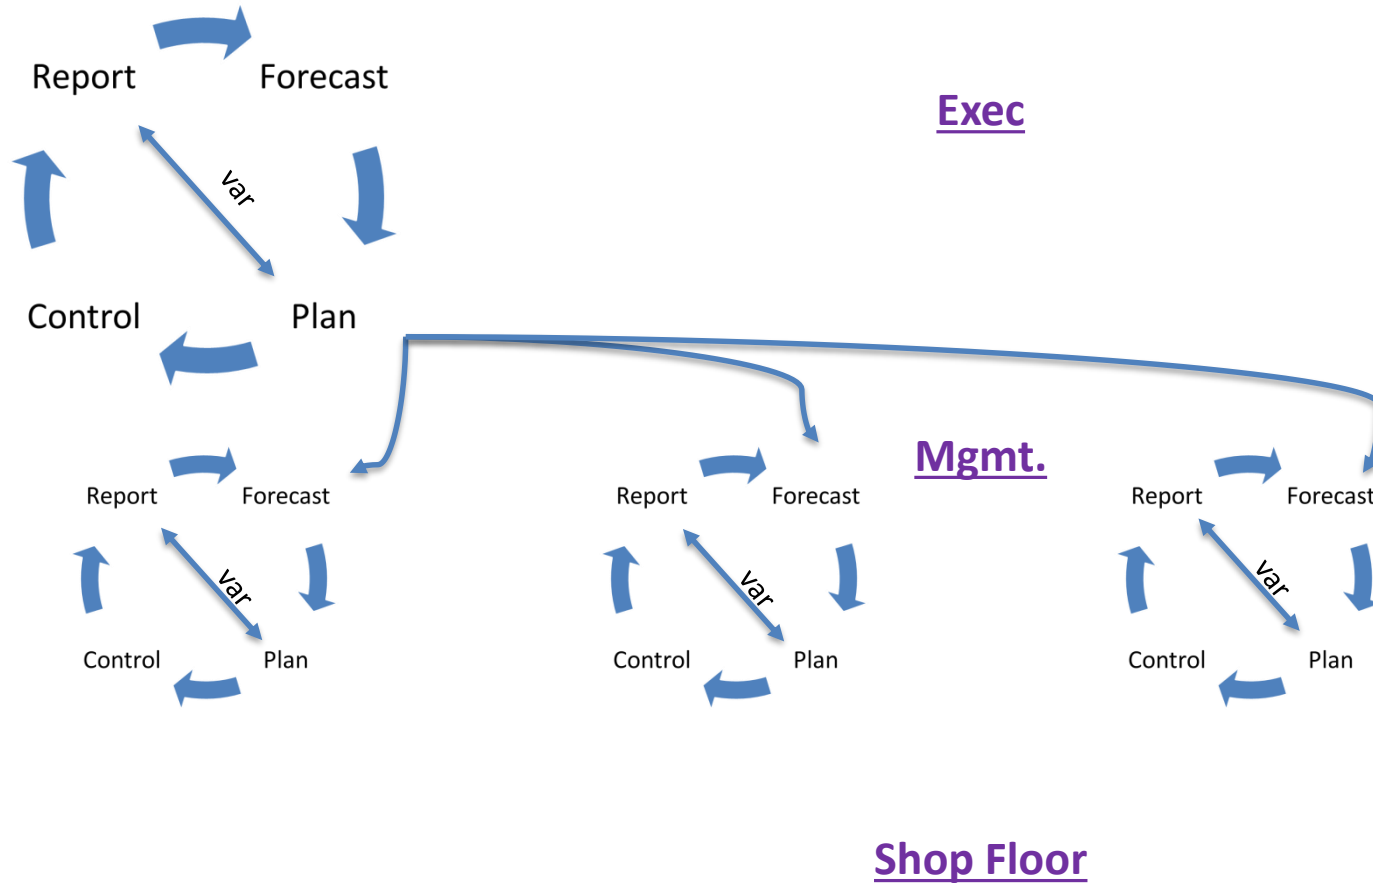 Report Forecast
Exec
var
Control Plan
Mgmt.
Report Forecast Report Forecast Report Forecast
var var var
Control Plan Control Plan Control Plan
Shop Floor